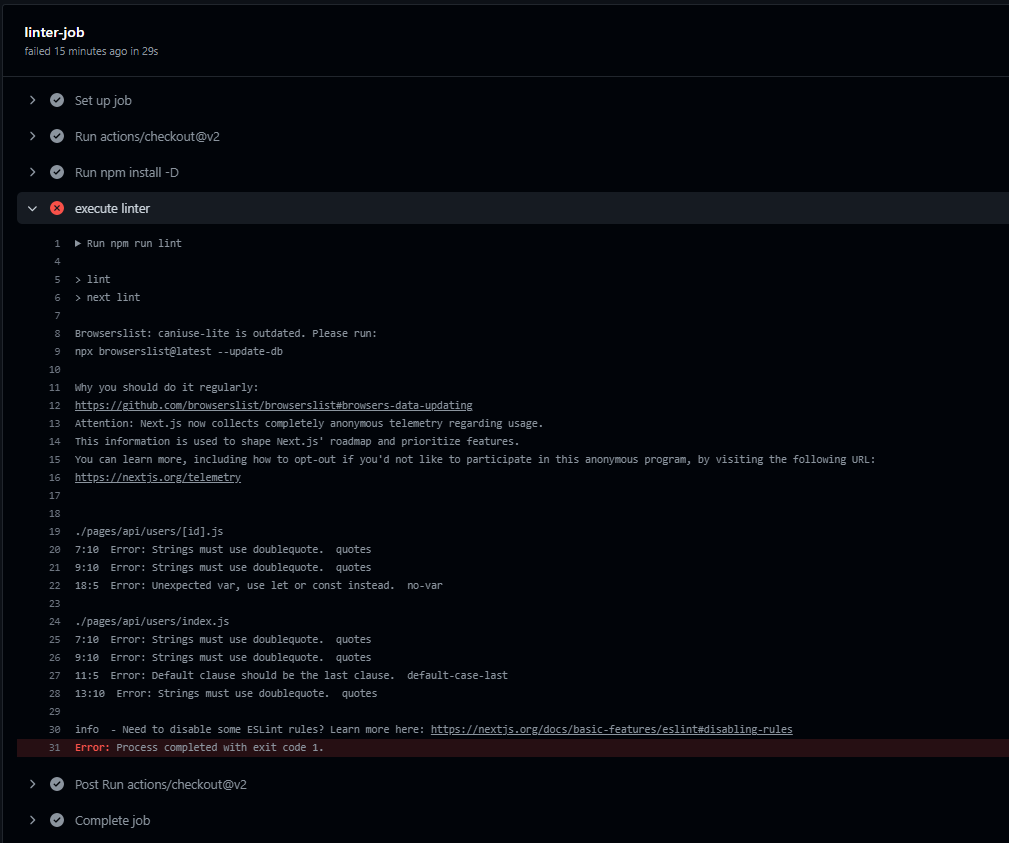 linter-job
failed 15 minutes ago in 29s
Set up job
Run actions/checkout@v2
Run npm install -D
execute linter
1 Run npm run lint
4
5 > lint
6 > next lint
7
8 Browserslist: caniuse-lite is outdated. Please run:
9 npx browserslist@latest --update-db
10
11 Why you should do it regularly:
12 https://github.com/browserslist/browserslist#browsers-data-updating
13 Attention: Next.js now collects completely anonymous telemetry regarding usage.
14 This information is used to shape Next.js' roadmap and prioritize features.
15 You can learn more, including how to opt-out if you'd not like to participate in this anonymous program, by visiting the following URL:
16 https://nextjs.org/telemetry
17
18
19 ./pages/api/users/[id].js
20 7:10  Error: Strings must use doublequote.  quotes
21 9:10  Error: Strings must use doublequote.  quotes
22 18:5  Error: Unexpected var, use let or const instead.  no-var
23
24 ./pages/api/users/index.js
25 7:10  Error: Strings must use doublequote.  quotes
26 9:10  Error: Strings must use doublequote.  quotes
27 11:5  Error: Default clause should be the last clause.  default-case-last
28 13:10  Error: Strings must use doublequote.  quotes
29
30 info  - Need to disable some ESLint rules? Learn more here: https://nextjs.org/docs/basic-features/eslint#disabling-rules
31 Error: Process completed with exit code 1.
Post Run actions/checkout@v2
Complete job